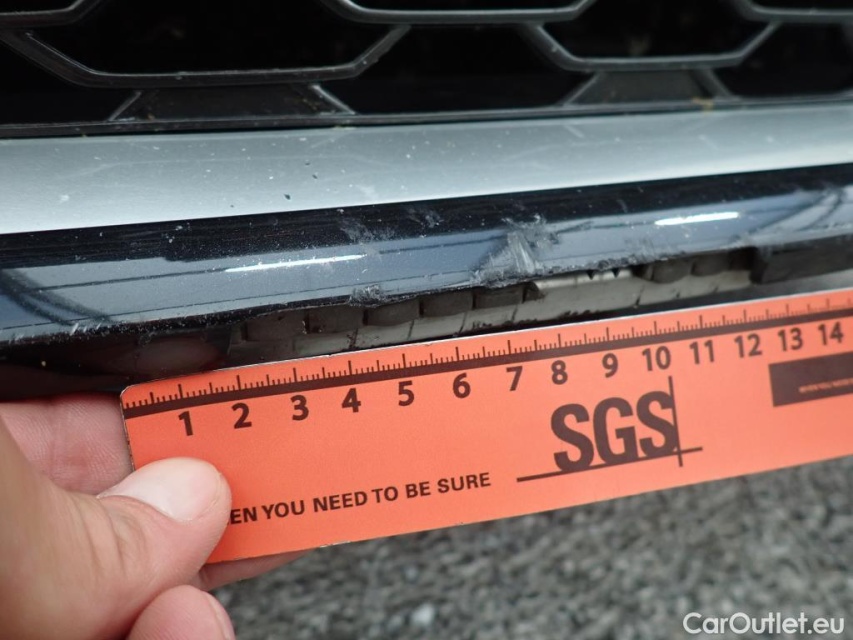 1 2 3 4 5 6 7 8 9 10 11 12 13 14
SGS
EN YOU NEED TO BE SURE
CarOutlet.eu